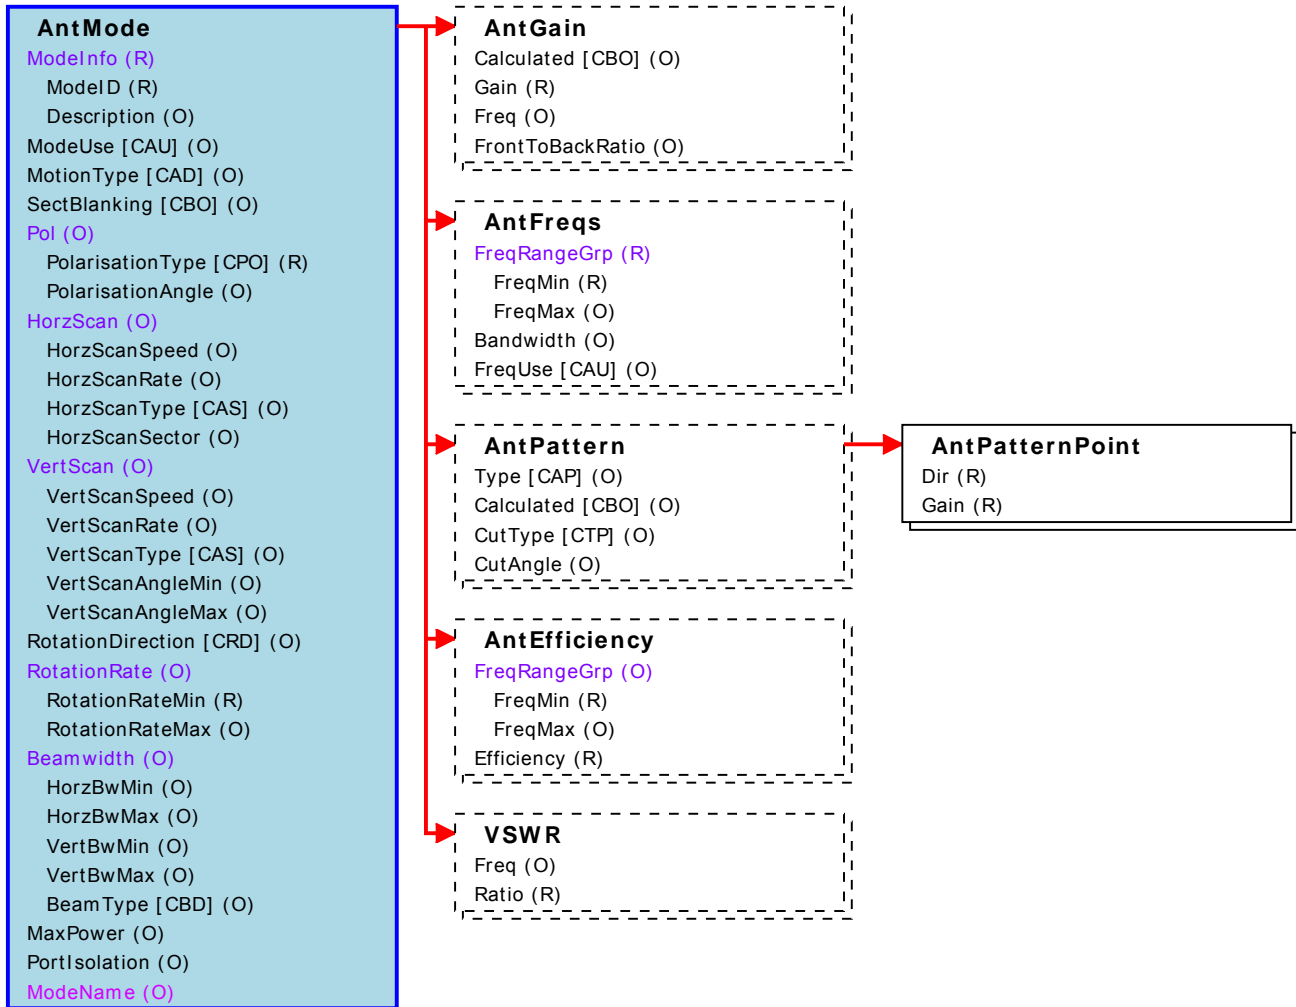 AntMode
ModeInfo (R)
ModeID (R)
Description (O)
ModeUse [CAU] (O)
MotionType [CAD] (O)
SectBlanking [CBO] (O)
Pol (O)
PolarisationType [CPO] (R)
PolarisationAngle (O)
HorzScan (O)
HorzScanSpeed (O)
HorzScanRate (O)
HorzScanType [CAS] (O)
HorzScanSector (O)
VertScan (O)
VertScanSpeed (O)
VertScanRate (O)
VertScanType [CAS] (O)
VertScanAngleMin (O)
VertScanAngleMax (O)
RotationDirection [CRD] (O)
RotationRate (O)
RotationRateMin (R)
RotationRateMax (O)
Beamwidth (O)
HorzBwMin (O)
HorzBwMax (O)
VertBwMin (O)
VertBwMax (O)
BeamType [CBD] (O)
MaxPower (O)
PortIsolation (O)
ModeName (O)
AntGain
Calculated [CBO] (O)
Gain (R)
Freq (O)
FrontToBackRatio (O)
AntFreqs
FreqRangeGrp (R)
FreqMin (R)
FreqMax (O)
Bandwidth (O)
FreqUse [CAU] (O)
AntPattern
Type [CAP] (O)
Calculated [CBO] (O)
CutType [CTP] (O)
CutAngle (O)
AntPatternPoint
Dir (R)
Gain (R)
AntEfficiency
FreqRangeGrp (O)
FreqMin (R)
FreqMax (O)
Efficiency (R)
VSWR
Freq (O)
Ratio (R)